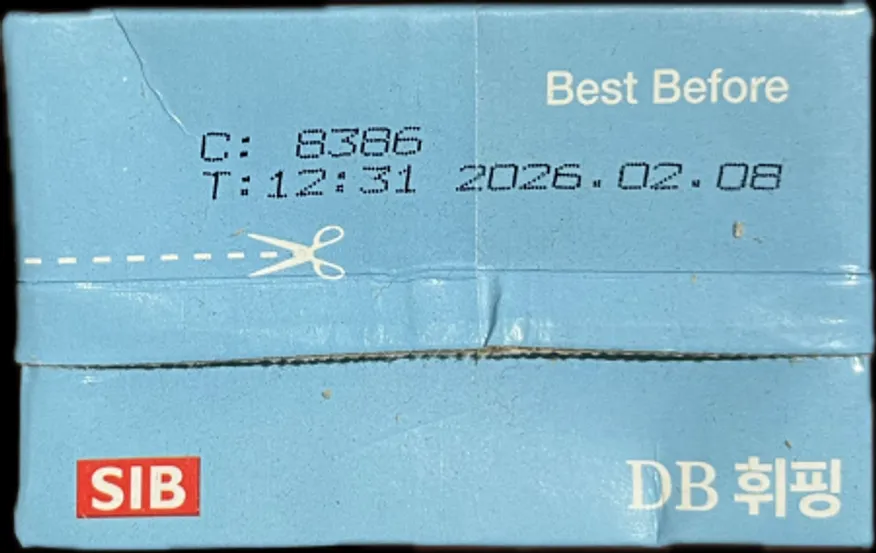 Best Before
C: 8386
T:12:31 2026.02.08
SIB
DB 휘핑